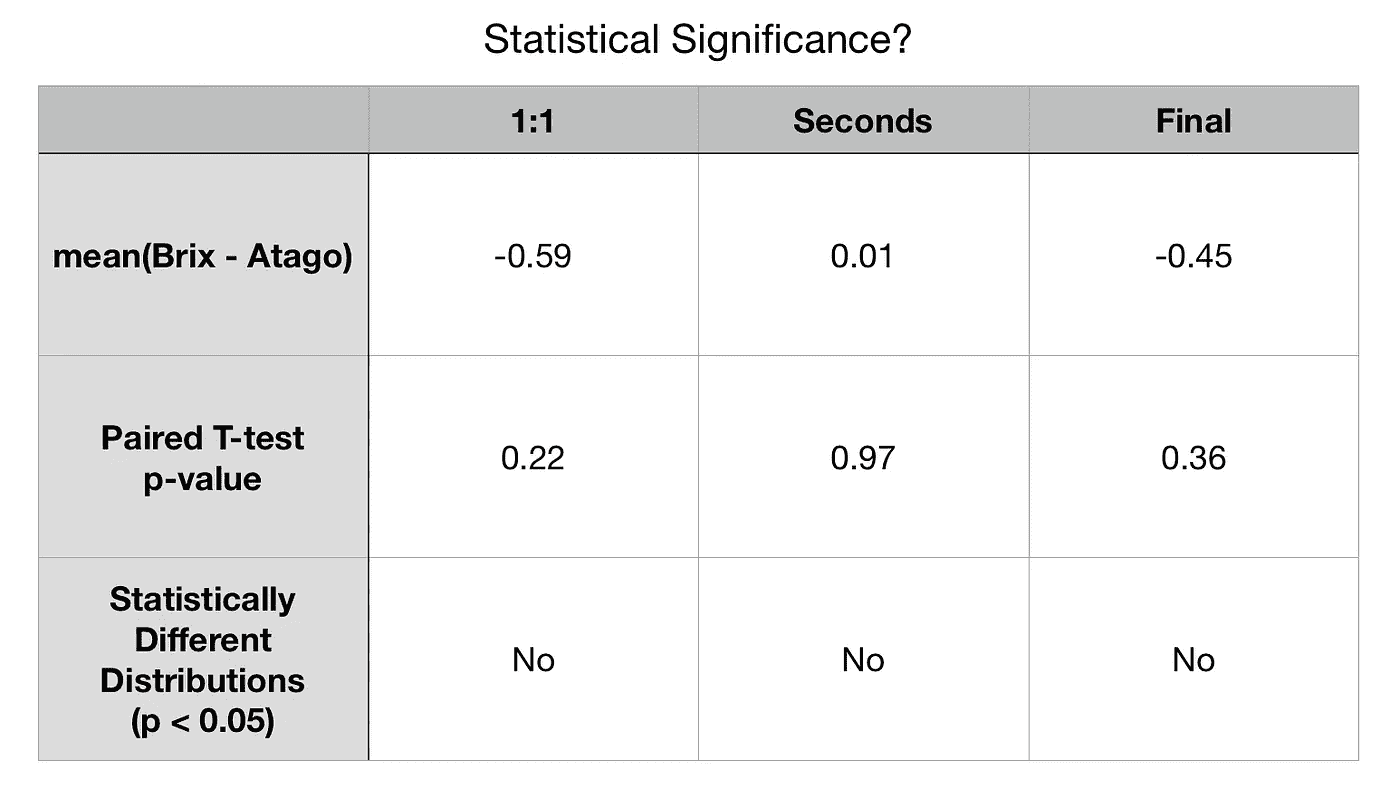 Statistical Significance?
1:1 Seconds Final
mean(Brix - Atago) -0.59 0.01 -0.45
Paired T-test
p-value 0.22 0.97 0.36
Statistically
Different
Distributions
(p < 0.05) No No No